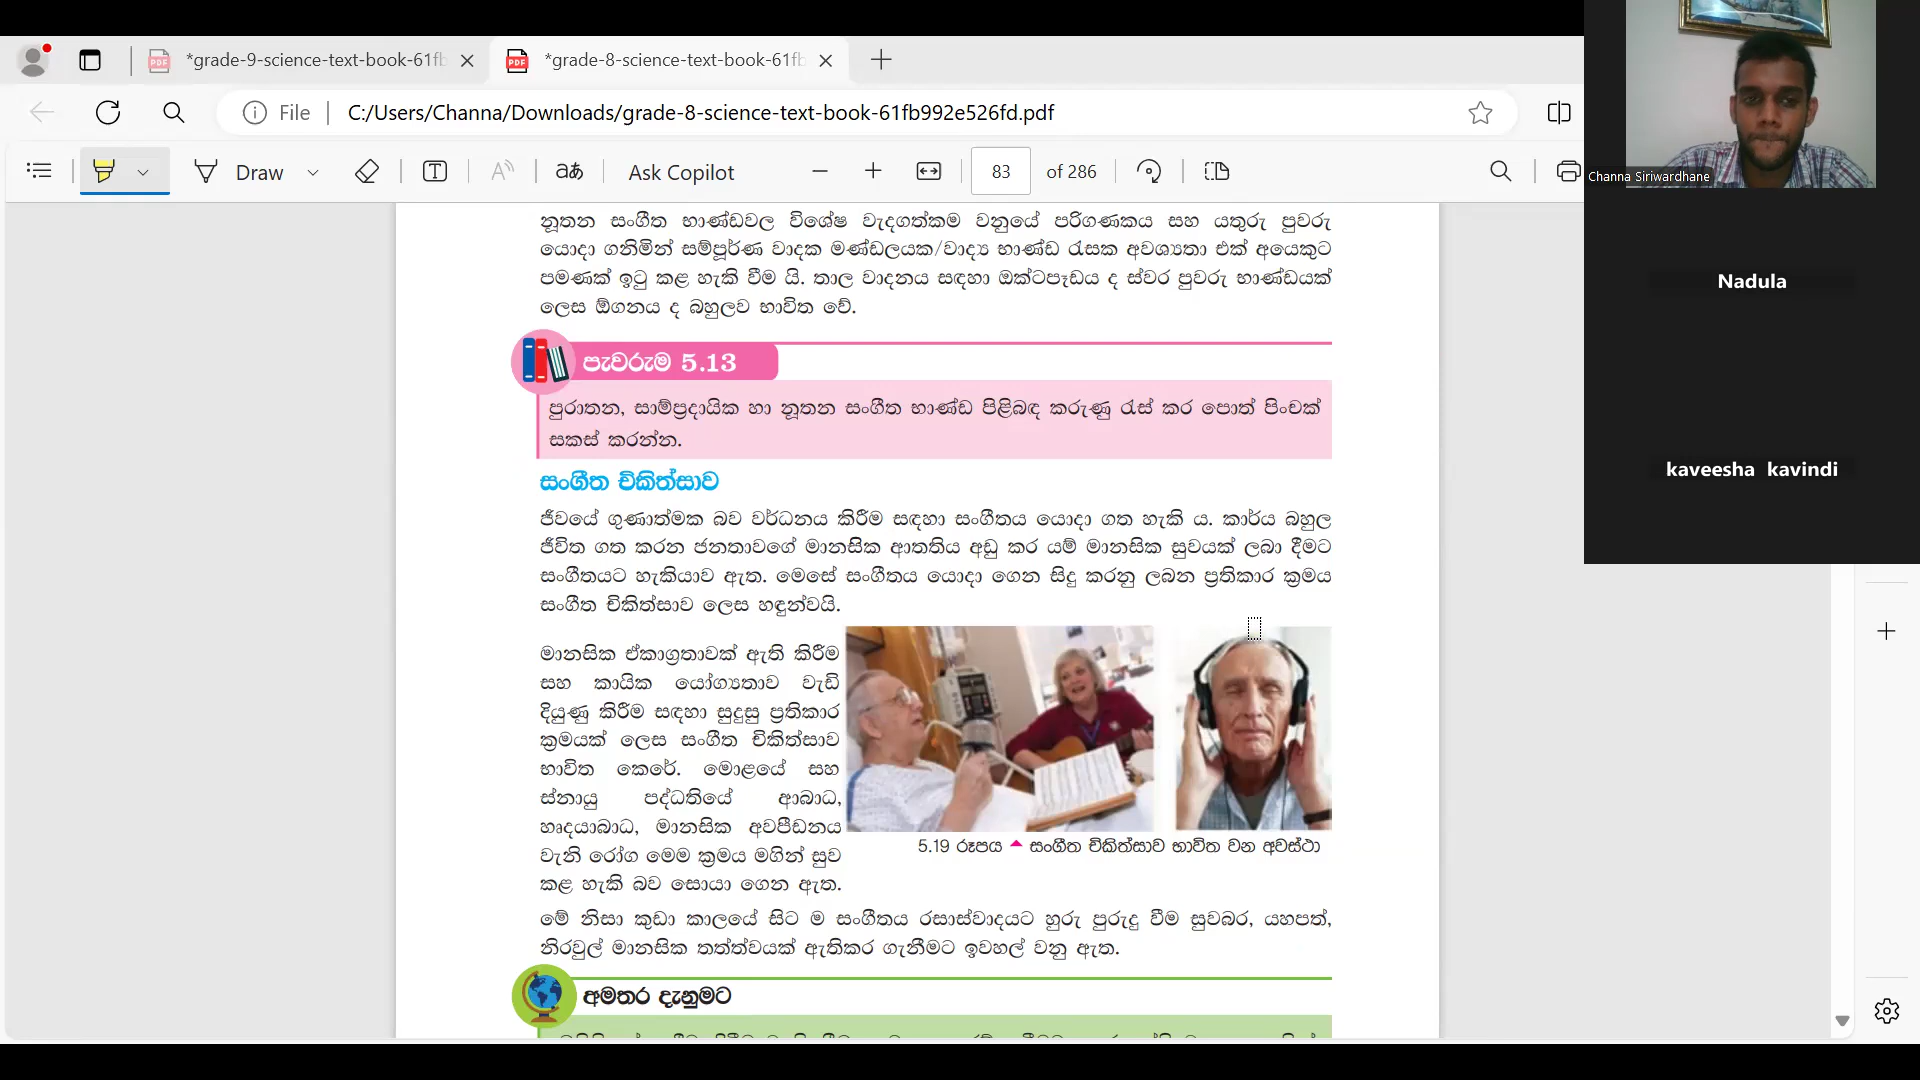 *grade-9-science-text-book-61fb
*grade-8-science-text-book-61fb
File
C:/Users/Channa/Downloads/grade-8-science-text-book-61fb992e526fd.pdf
Draw
Ask Copilot
83
of 286
Channa Siriwardhane
Nadula
kaveesha kavindi
නූතන සංගීත භාණ්ඩවල විශේෂ වැදගත්කම වනුයේ පරිගණකය සහ යතුරු පුවරු
යොදා ගනිමින් සම්පූර්ණ වාදක මණ්ඩලයක/වාද්‍ය භාණ්ඩ රැසක අවශ්‍යතා එක් අයෙකුට
පමණක් ඉටු කළ හැකි වීම යි. තාල වාදනය සඳහා ඔක්ටපෑඩය ද ස්වර පුවරු භාණ්ඩයක්
ලෙස ඕගනය ද බහුලව භාවිත වේ.
පැවරුම 5.13
පුරාතන, සාම්ප්‍රදායික හා නූතන සංගීත භාණ්ඩ පිළිබඳ කරුණු රැස් කර පොත් පිංචක්
සකස් කරන්න.
සංගීත චිකිත්සාව
ජීවයේ ගුණාත්මක බව වර්ධනය කිරීම සඳහා සංගීතය යොදා ගත හැකි ය. කාර්ය බහුල
ජීවිත ගත කරන ජනතාවගේ මානසික ආතතිය අඩු කර යම් මානසික සුවයක් ලබා දීමට
සංගීතයට හැකියාව ඇත. මෙසේ සංගීතය යොදා ගෙන සිදු කරනු ලබන ප්‍රතිකාර ක්‍රමය
සංගීත චිකිත්සාව ලෙස හඳුන්වයි.
මානසික ඒකාග්‍රතාවක් ඇති කිරීම
සහ කායික යෝග්‍යතාව වැඩි
දියුණු කිරීම සඳහා සුදුසු ප්‍රතිකාර
ක්‍රමයක් ලෙස සංගීත චිකිත්සාව
භාවිත කෙරේ. මොළයේ සහ
ස්නායු පද්ධතියේ ආබාධ,
හෘදයාබාධ, මානසික අවපීඩනය
වැනි රෝග මෙම ක්‍රමය මගින් සුව
කළ හැකි බව සොයා ගෙන ඇත.
5.19 රූපය ▲ සංගීත චිකිත්සාව භාවිත වන අවස්ථා
මේ නිසා කුඩා කාලයේ සිට ම සංගීතය රසාස්වාදයට හුරු පුරුදු වීම සුවබර, යහපත්,
නිරවුල් මානසික තත්ත්වයක් ඇතිකර ගැනීමට ඉවහල් වනු ඇත.
අමතර දැනුමට